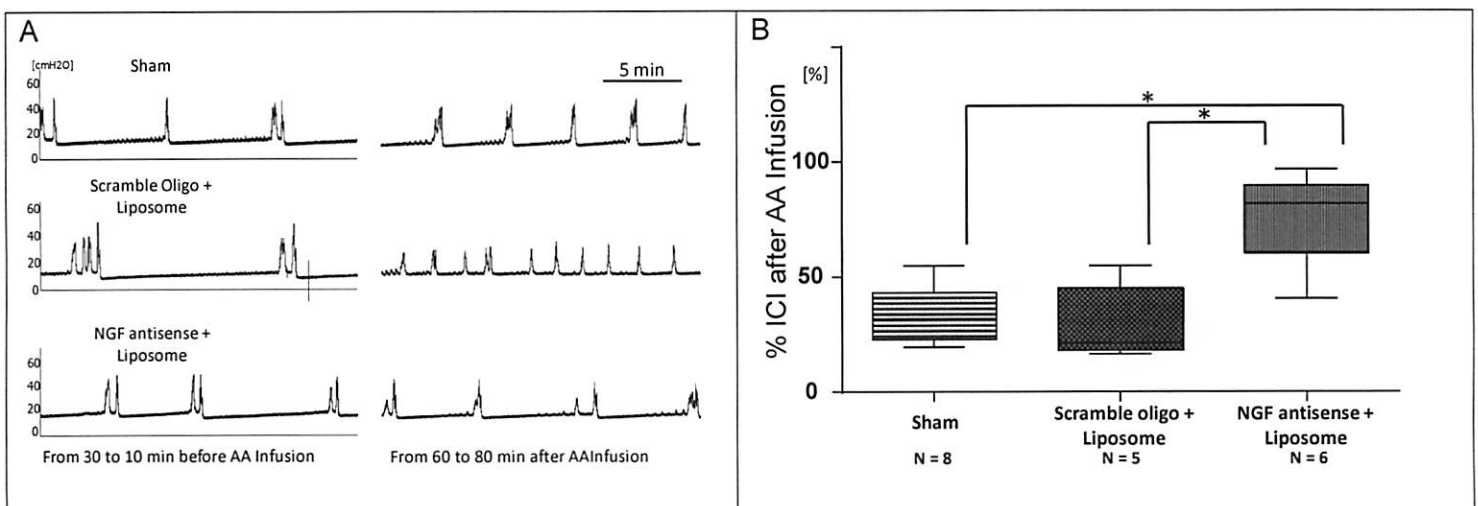 A
[cmH2O]
Sham
5 min
60
40
20
0
Scramble Oligo +
Liposome
60
40
20
0
NGF antisense +
Liposome
60
40
20
0
From 30 to 10 min before AA Infusion
From 60 to 80 min after AAInfusion
B
[%]
% ICI after AA Infusion
100
50
0
*
*
Sham
N = 8
Scramble oligo +
Liposome
N = 5
NGF antisense +
Liposome
N = 6